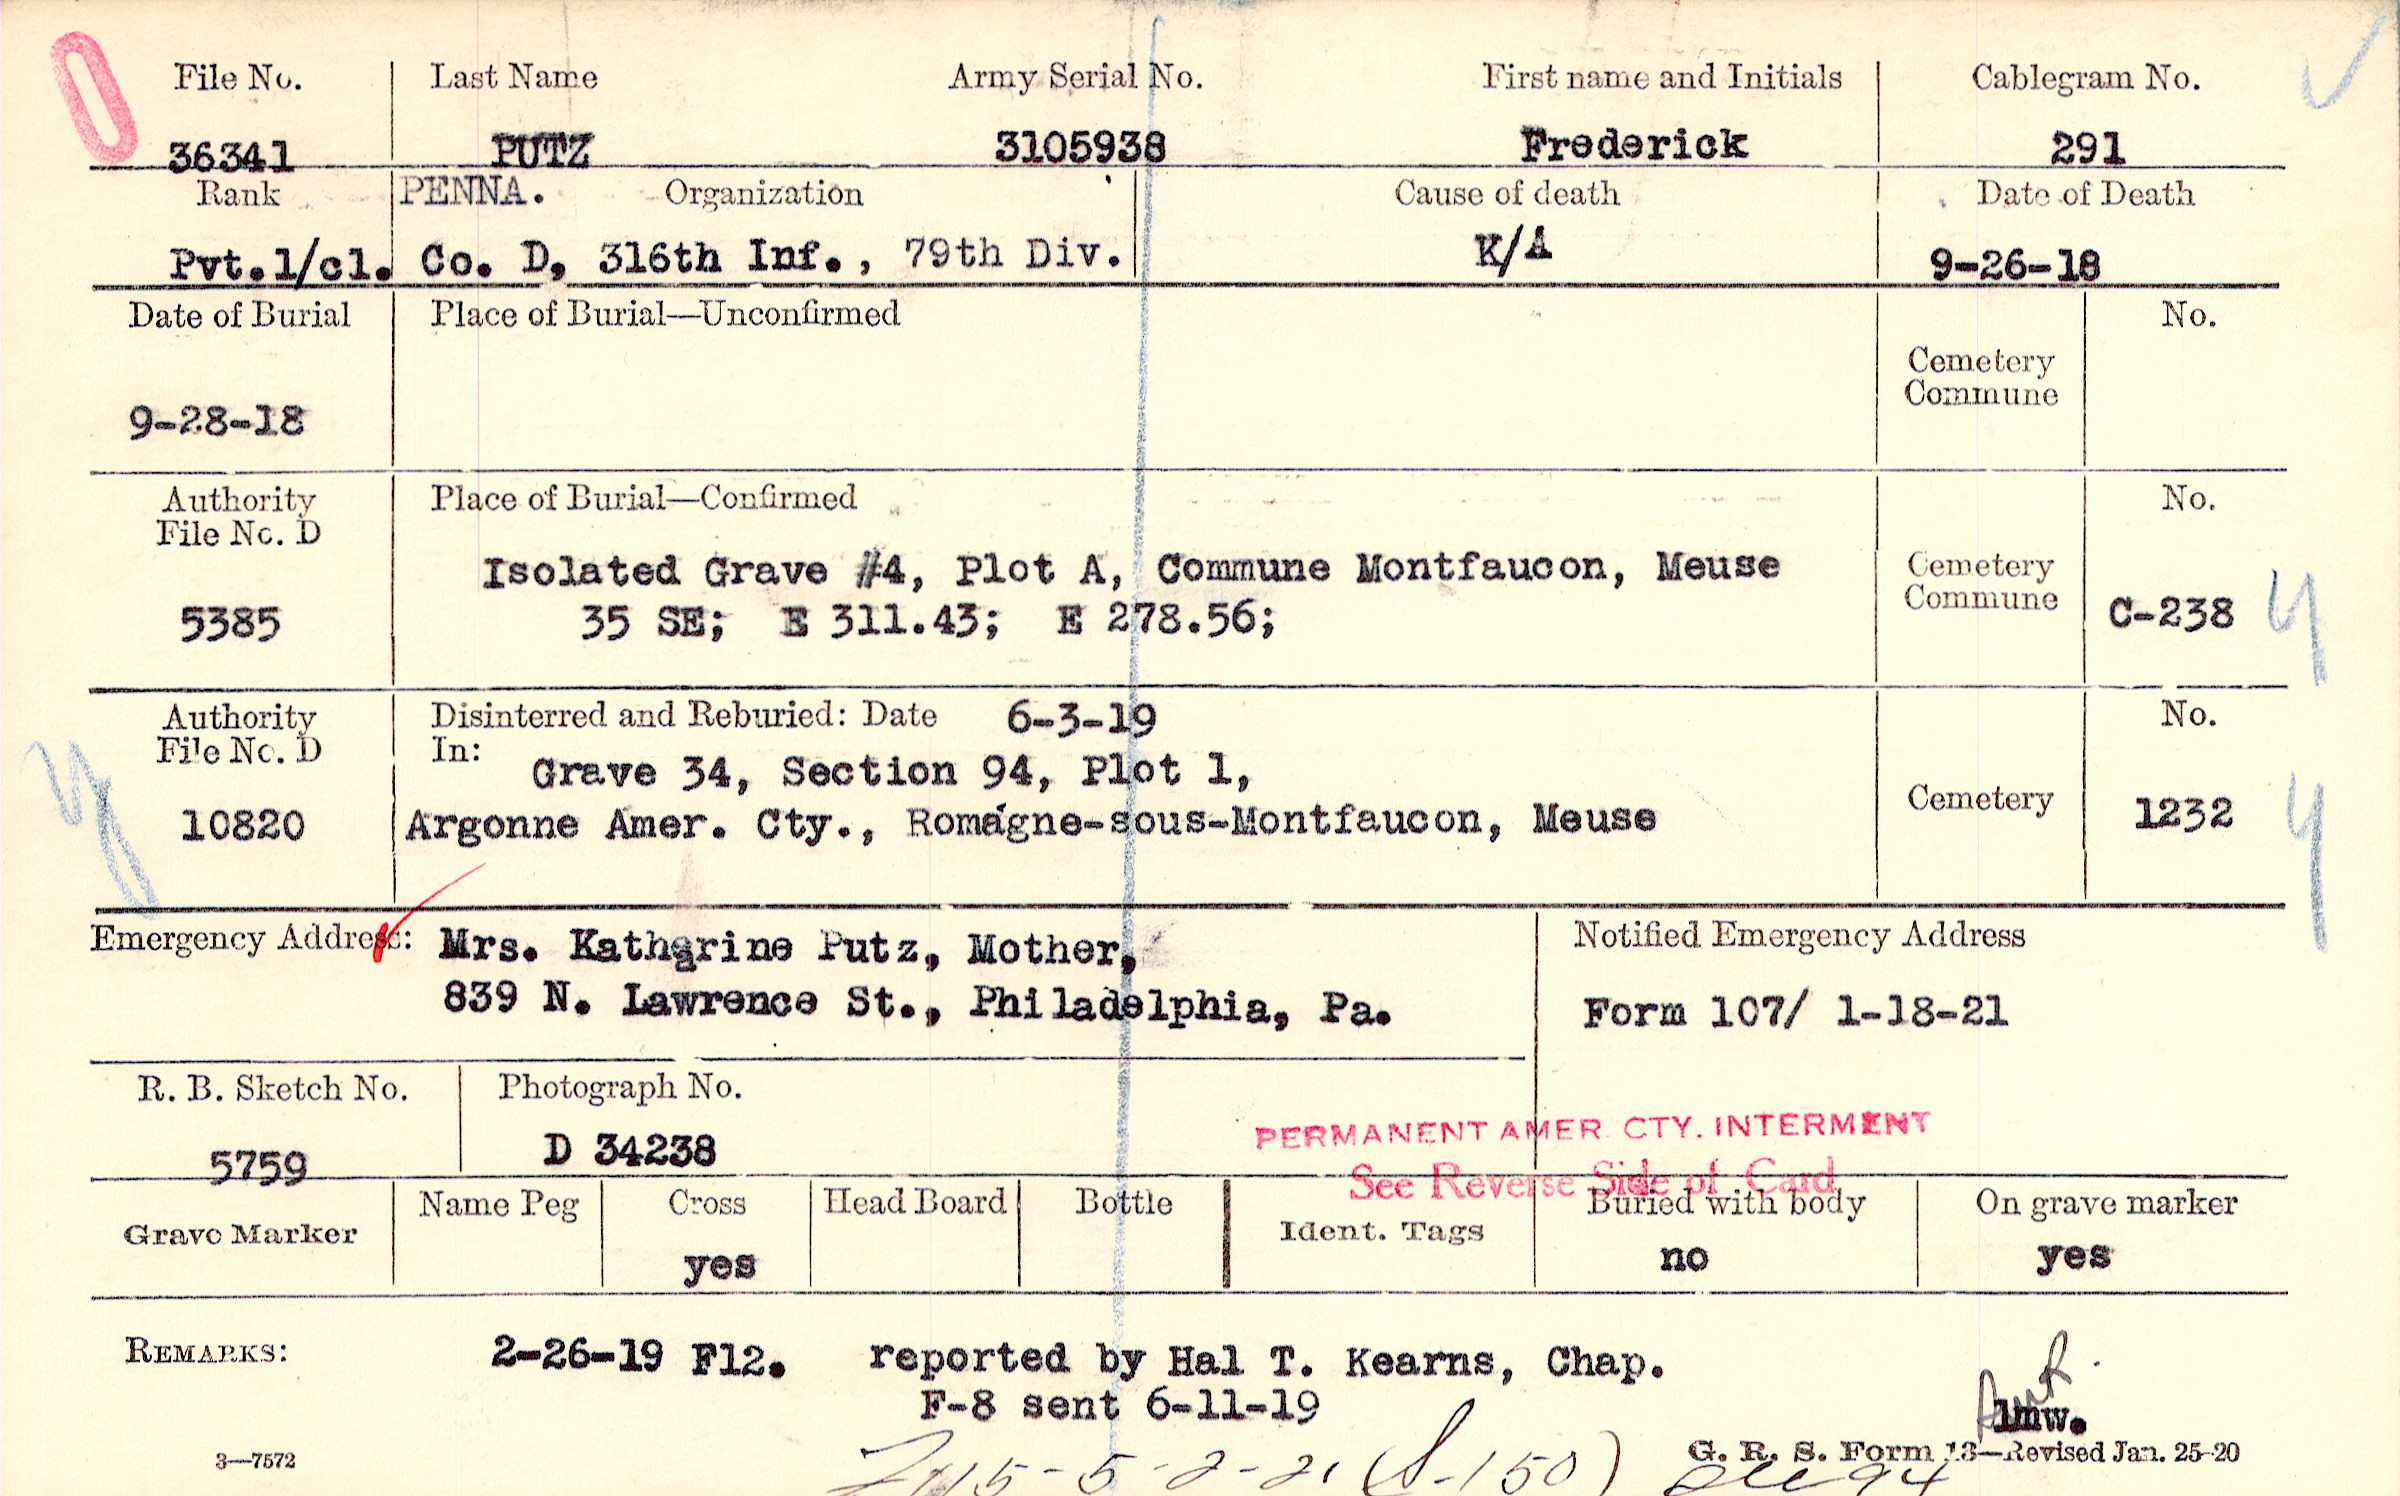 File No. Last Name Army Serial No. First name and Initials Cablegram No.
36341 PUTZ 3105938 Frederick 291
Rank PENNA. Organization Cause of death Date of Death
Pvt.1/cl. Co. D, 316th Inf., 79th Div. K/A 9-26-18
Date of Burial Place of Burial—Unconfirmed No.
Cemetery
Commune
9-28-18
Authority Place of Burial—Confirmed No.
File No. D
Isolated Grave #4, Plot A, Commune Montfaucon, Meuse Cemetery
5385 35 SE; E 311.43; E 278.56; Commune C-238
Authority Disinterred and Reburied: Date 6-3-19 No.
File No. D In:
Grave 34, Section 94, Plot 1,
10820 Argonne Amer. Cty., Romagne-sous-Montfaucon, Meuse Cemetery 1232
Emergency Address: Mrs. Katherine Putz, Mother, Notified Emergency Address
839 N. Lawrence St., Philadelphia, Pa. Form 107/ 1-18-21
R. B. Sketch No. Photograph No.
5759 D 34238
PERMANENT AMER. CTY. INTERMENT
See Reverse Side of Card
Grave Marker Name Peg Cross Head Board Bottle Ident. Tags Buried with body On grave marker
yes no yes
REMARKS: 2-26-19 F12. reported by Hal T. Kearns, Chap.
F-8 sent 6-11-19
lmw.
3—7572 G. R. S. Form 13—Revised Jan. 25-20
5-2-21 (S-150)